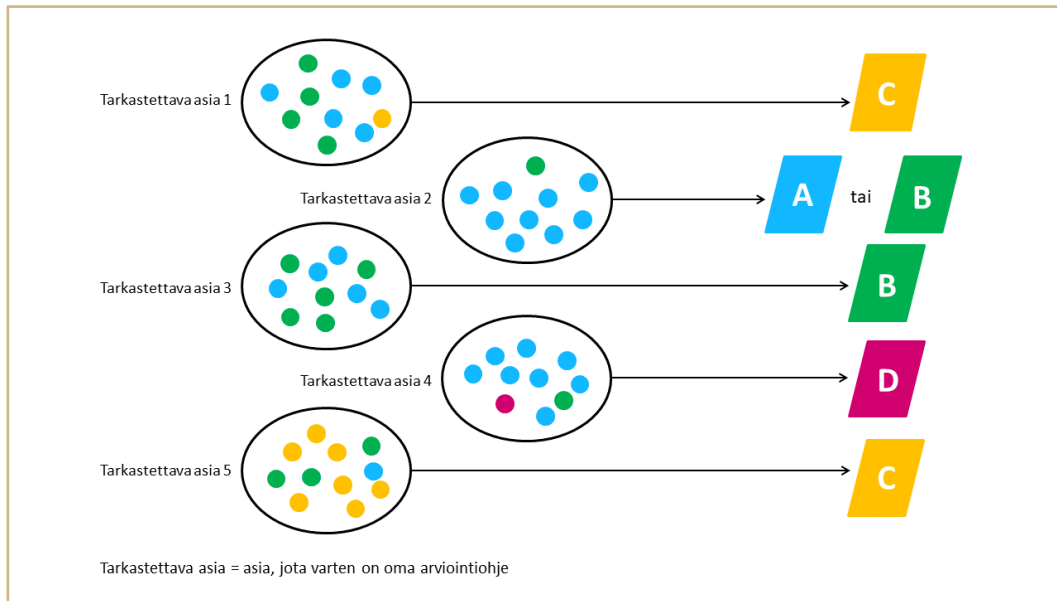 Tarkastettava asia 1
C
Tarkastettava asia 2
A tai B
Tarkastettava asia 3
B
Tarkastettava asia 4
D
Tarkastettava asia 5
C
Tarkastettava asia = asia, jota varten on oma arviointiohje